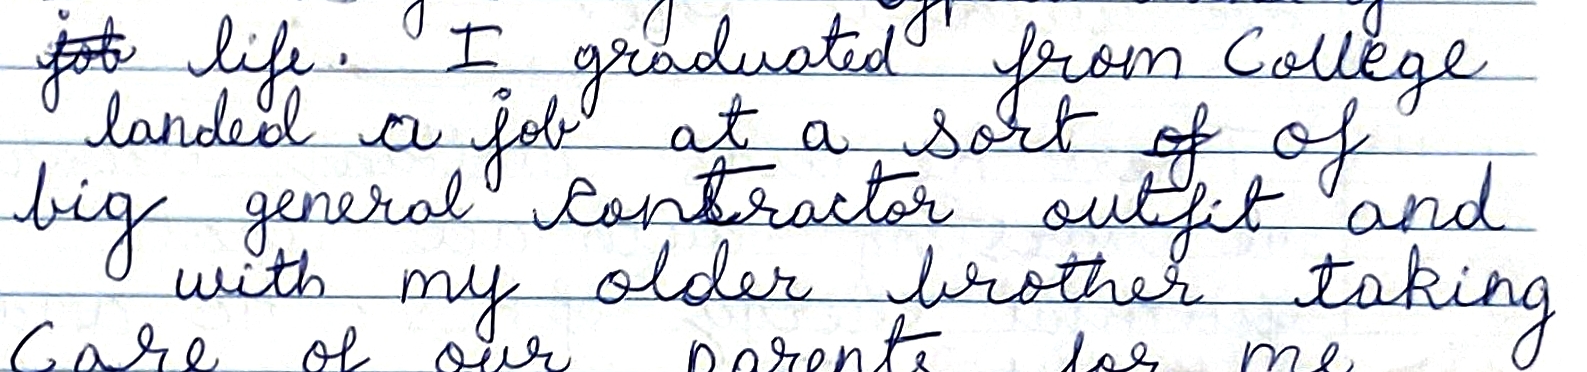 job life. I graduated from College
landed a job at a sort of of
big general contractor outfit and
with my older brother taking
Care of our parents for me